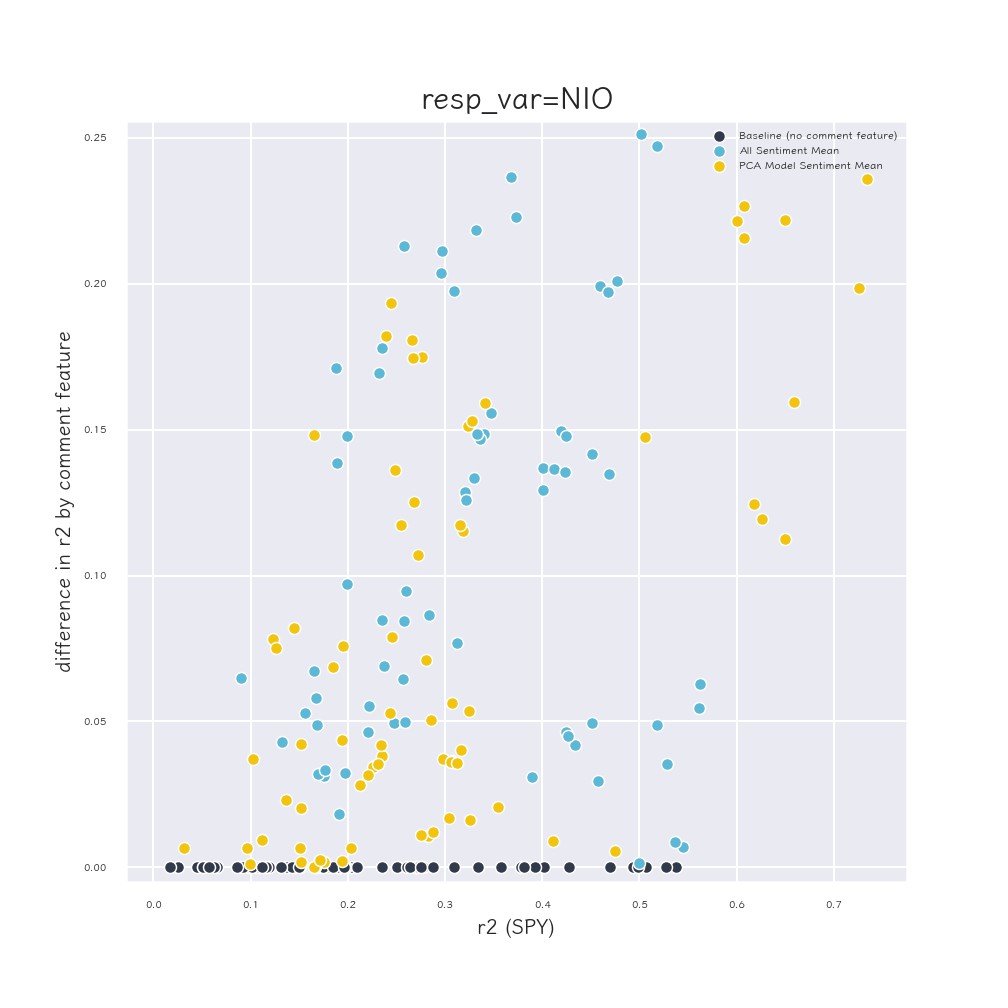 resp_var=NIO
Baseline (no comment feature)
All Sentiment Mean
PCA Model Sentiment Mean
difference in r2 by comment feature
0.25
0.20
0.15
0.10
0.05
0.00
0.0 0.1 0.2 0.3 0.4 0.5 0.6 0.7
r2 (SPY)